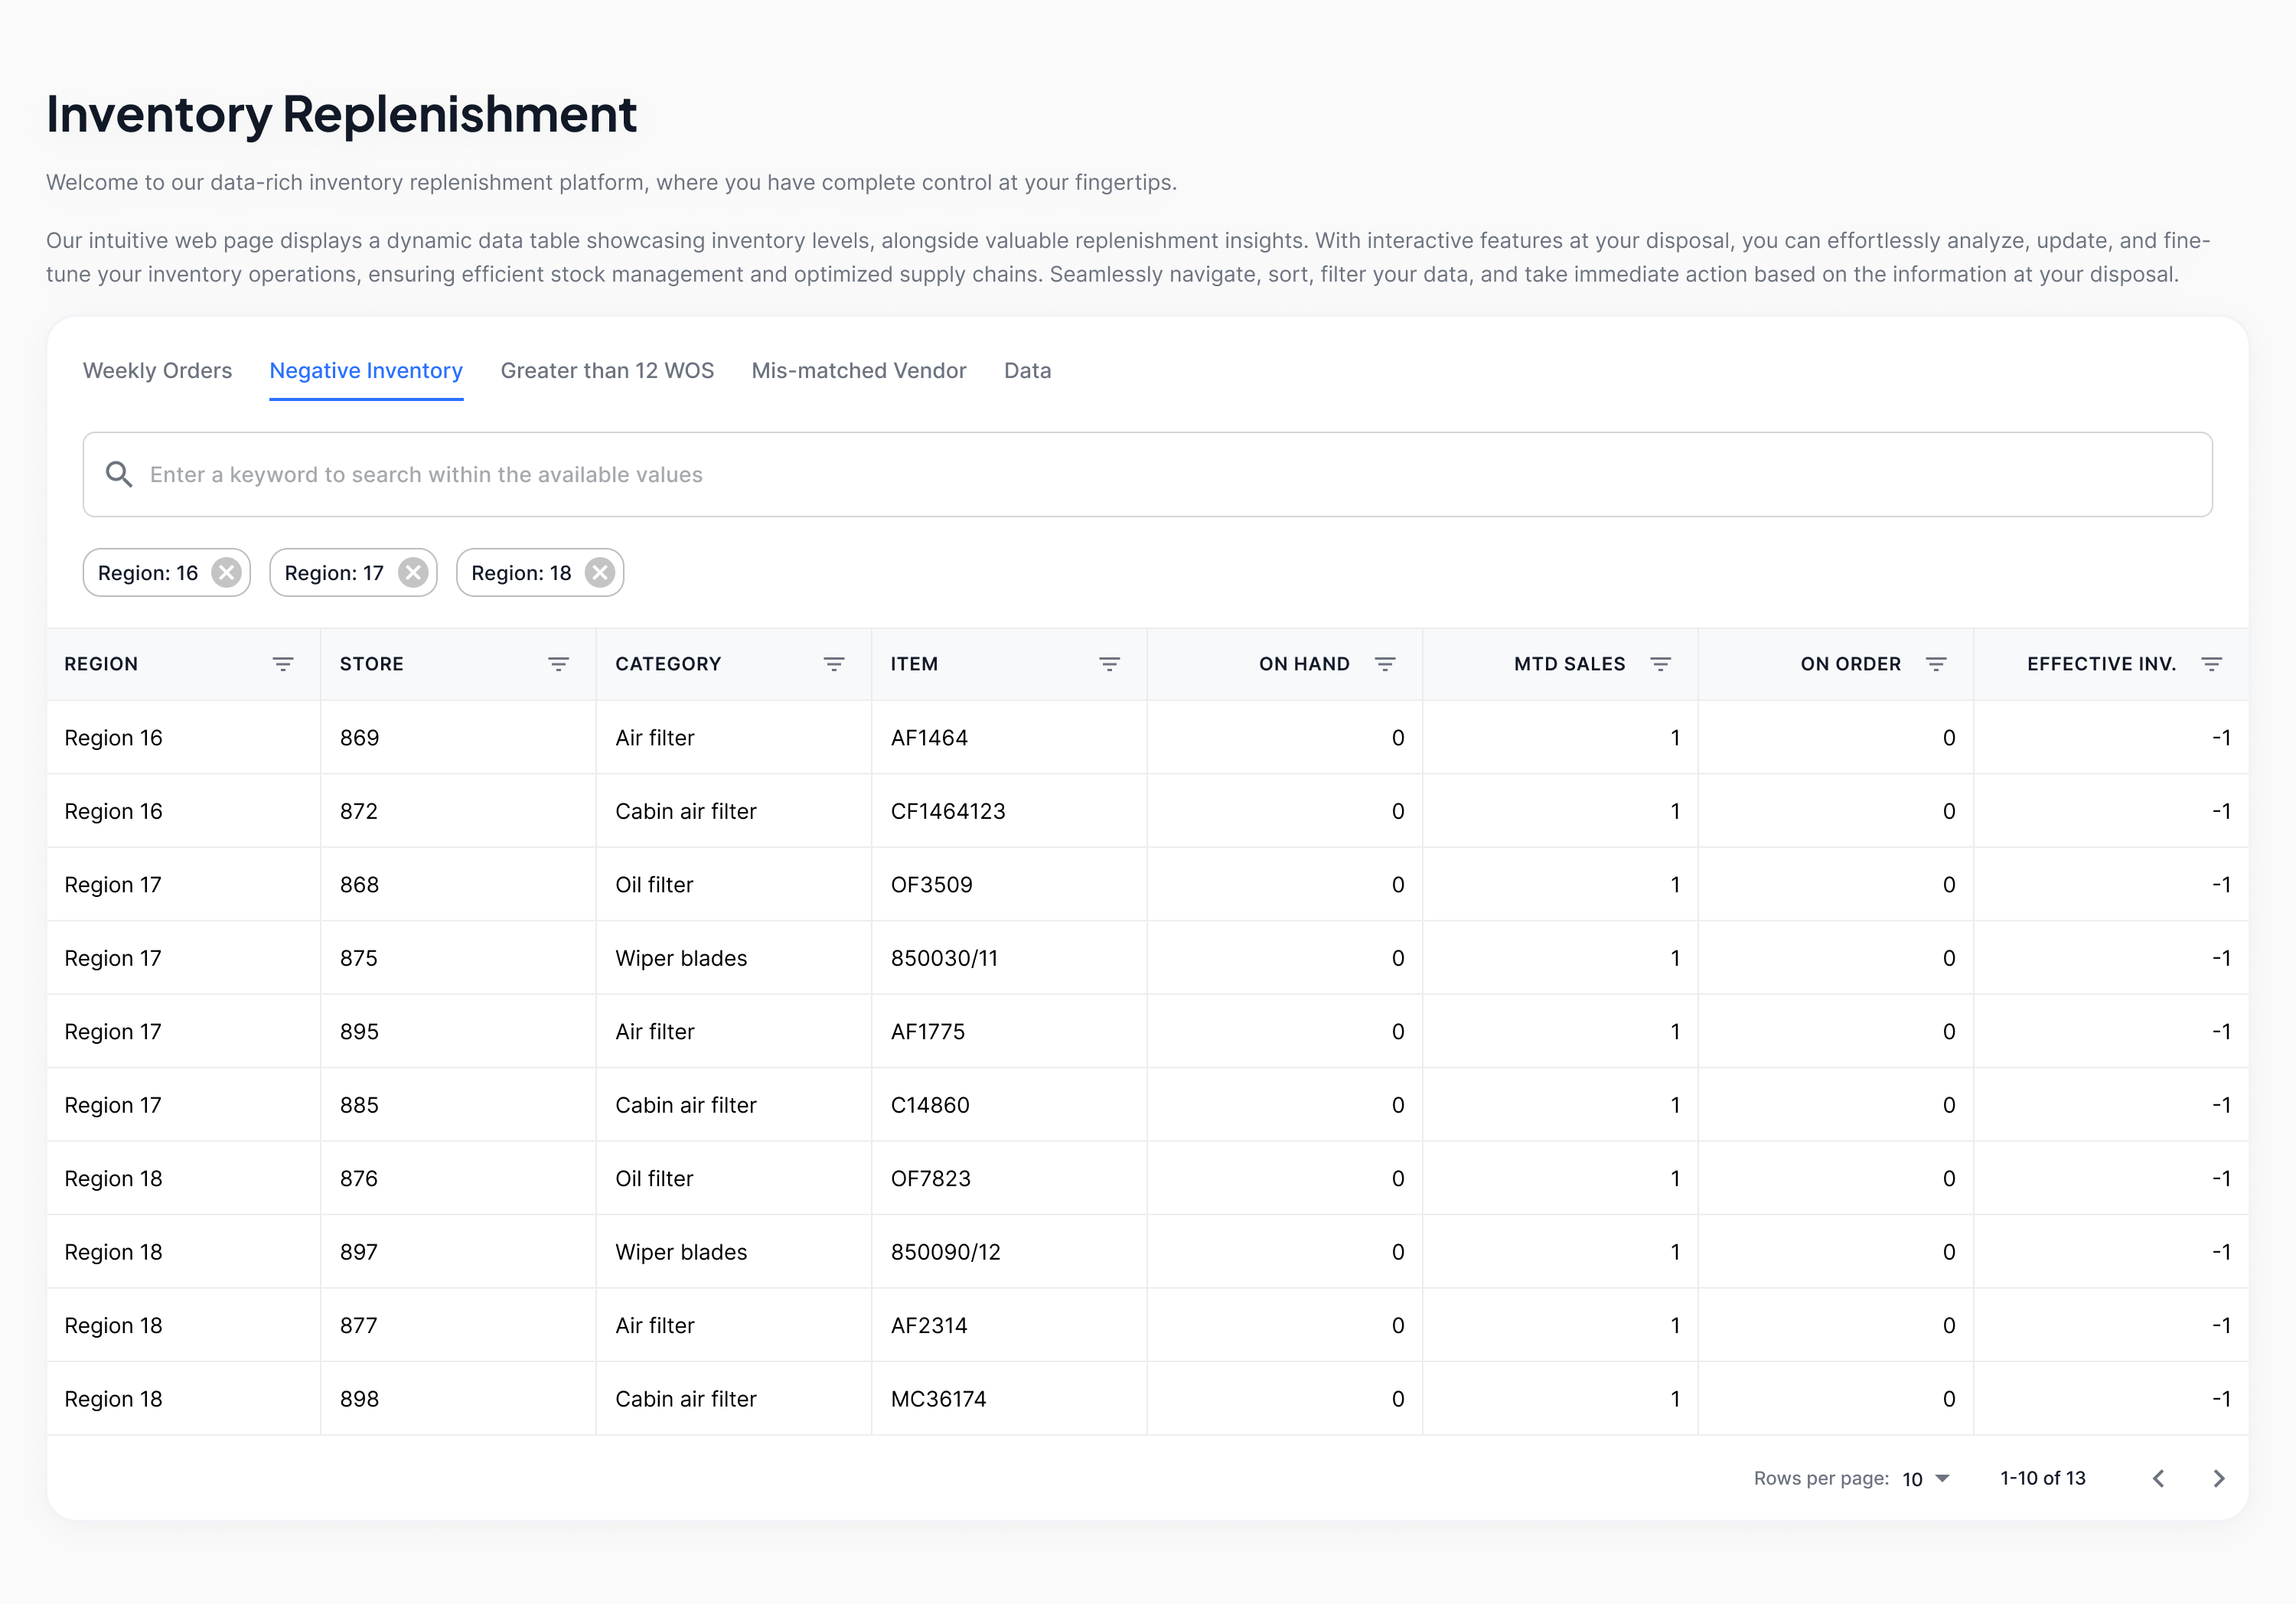 Inventory Replenishment
Welcome to our data-rich inventory replenishment platform, where you have complete control at your fingertips.
Our intuitive web page displays a dynamic data table showcasing inventory levels, alongside valuable replenishment insights. With interactive features at your disposal, you can effortlessly analyze, update, and fine-
tune your inventory operations, ensuring efficient stock management and optimized supply chains. Seamlessly navigate, sort, filter your data, and take immediate action based on the information at your disposal.
Weekly Orders Negative Inventory Greater than 12 WOS Mis-matched Vendor Data
Enter a keyword to search within the available values
Region: 16 Region: 17 Region: 18
REGION STORE CATEGORY ITEM ON HAND MTD SALES ON ORDER EFFECTIVE INV.
Region 16 869 Air filter AF1464 0 1 0 -1
Region 16 872 Cabin air filter CF1464123 0 1 0 -1
Region 17 868 Oil filter OF3509 0 1 0 -1
Region 17 875 Wiper blades 850030/11 0 1 0 -1
Region 17 895 Air filter AF1775 0 1 0 -1
Region 17 885 Cabin air filter C14860 0 1 0 -1
Region 18 876 Oil filter OF7823 0 1 0 -1
Region 18 897 Wiper blades 850090/12 0 1 0 -1
Region 18 877 Air filter AF2314 0 1 0 -1
Region 18 898 Cabin air filter MC36174 0 1 0 -1
Rows per page: 10 1-10 of 13